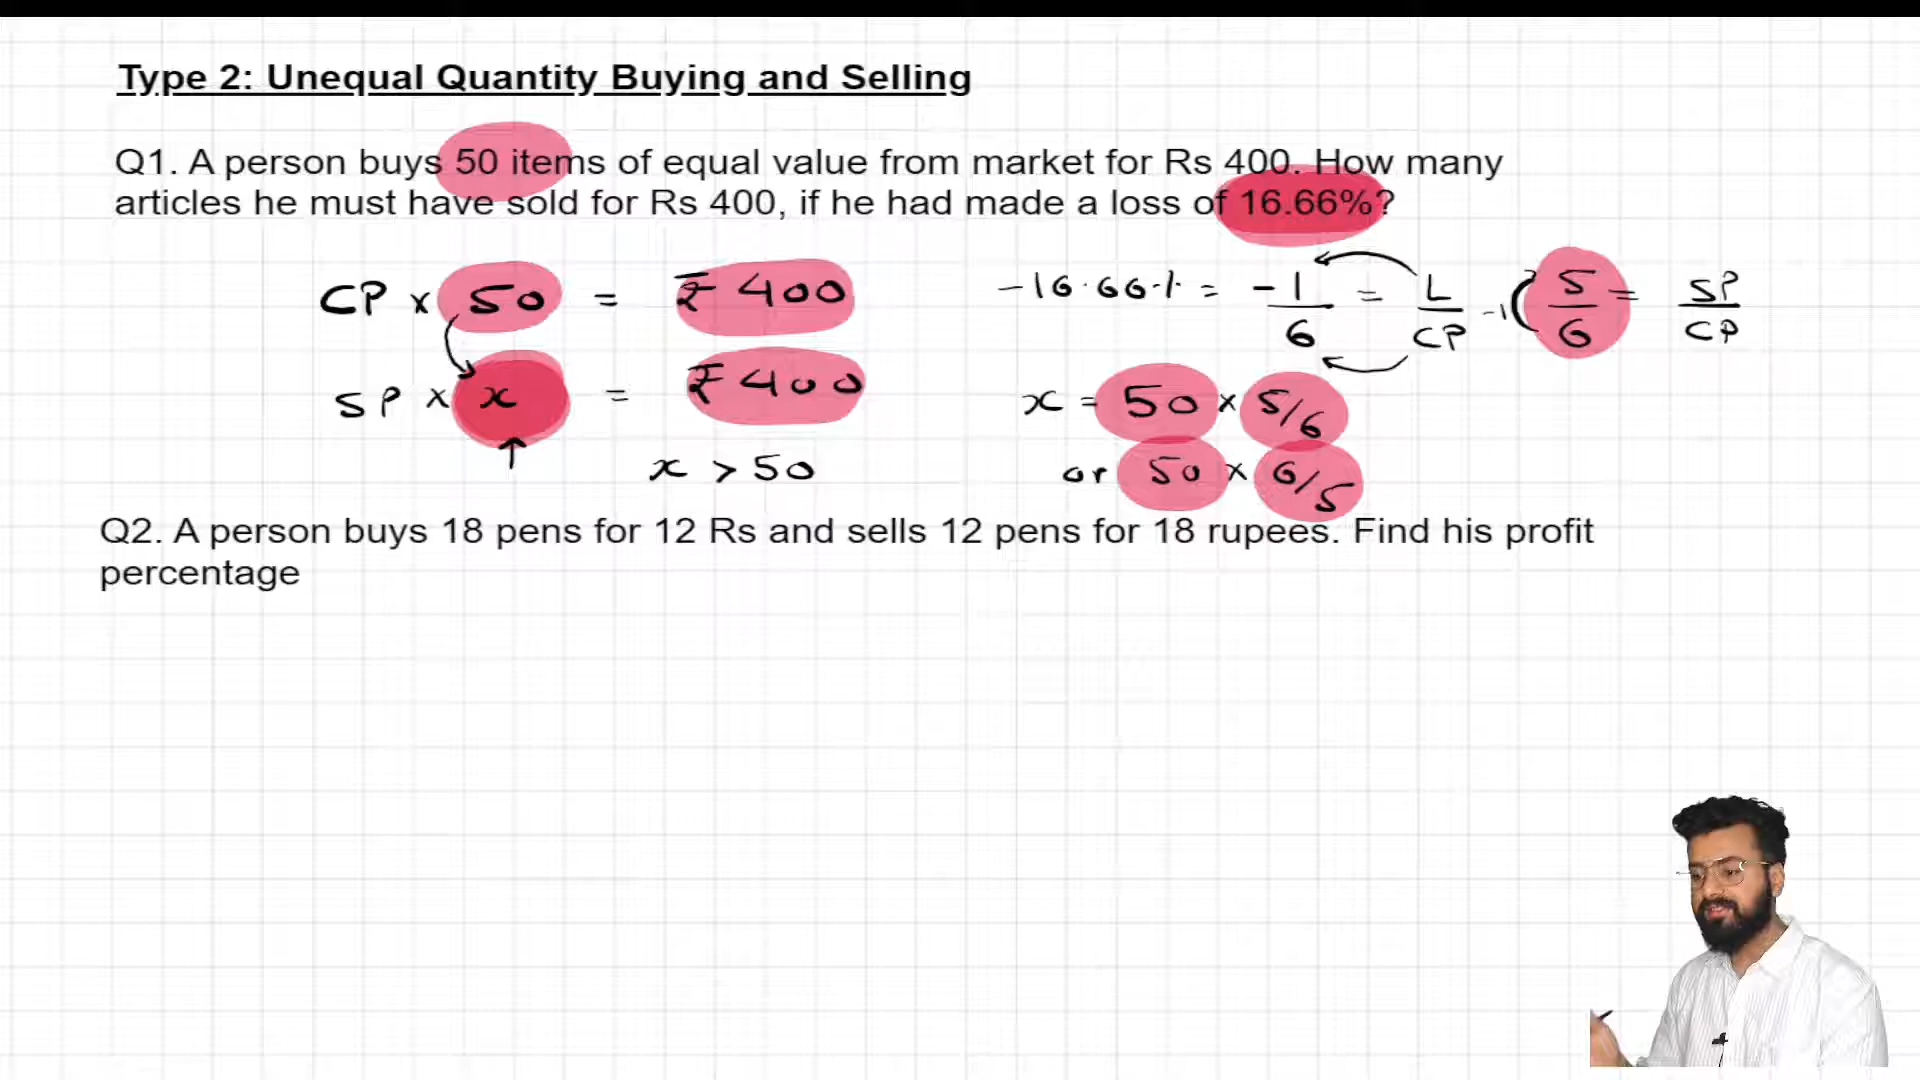 Type 2: Unequal Quantity Buying and Selling
Q1. A person buys 50 items of equal value from market for Rs 400. How many
articles he must have sold for Rs 400, if he had made a loss of 16.66%?
CP × 50 = ₹ 400
SP × x = ₹ 400
x > 50
-16.66% = -1/6 = L/CP -1 5/6 = SP/CP
x = 50 × 5/6
or 50 × 6/5
Q2. A person buys 18 pens for 12 Rs and sells 12 pens for 18 rupees. Find his profit
percentage